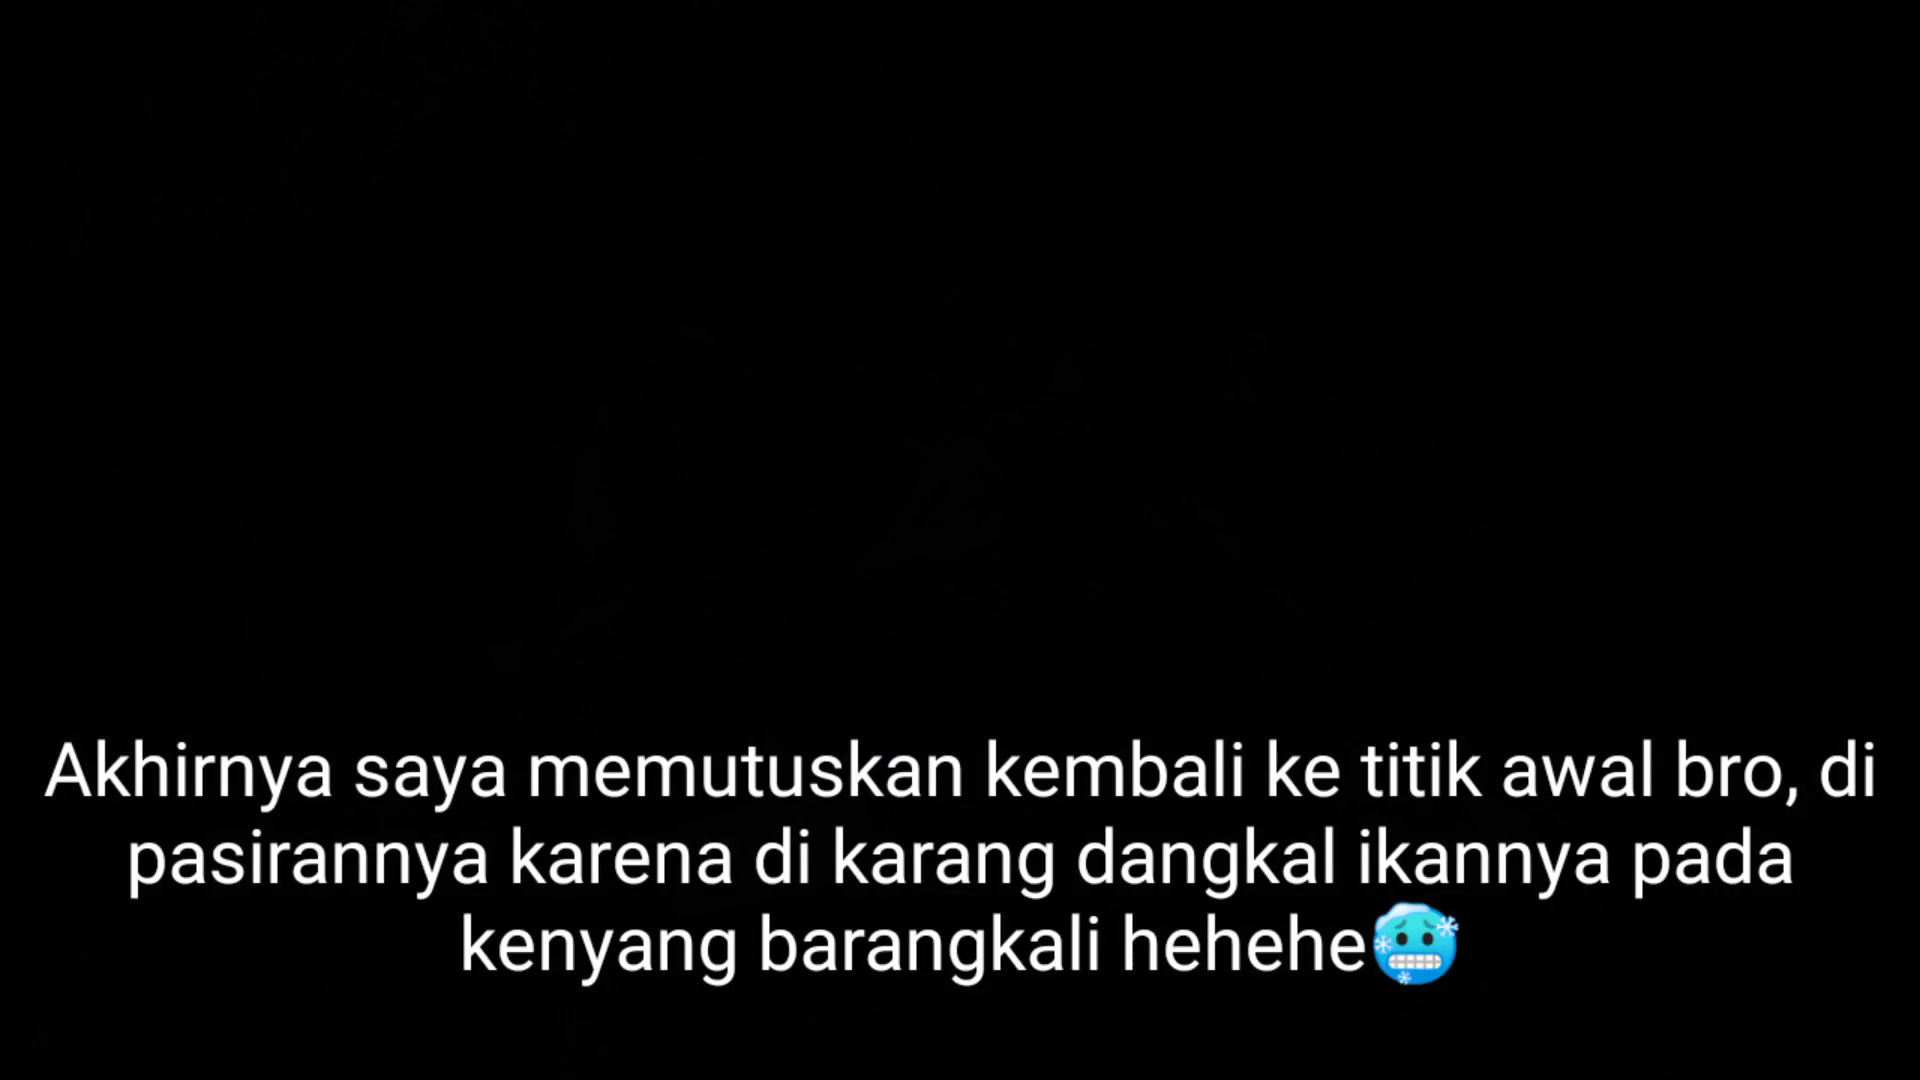 Akhirnya saya memutuskan kembali ke titik awal bro, di
pasirannya karena di karang dangkal ikannya pada
kenyang barangkali hehehe🥶